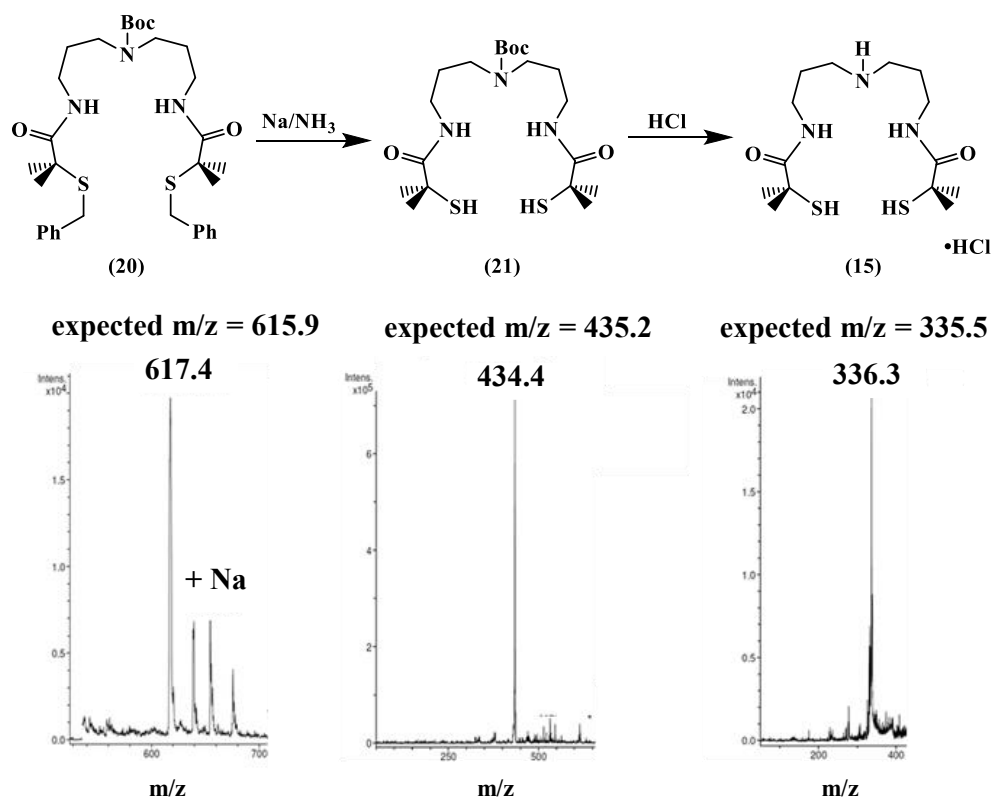 Boc
N
NH HN
O O
S S
Ph Ph
(20)
Na/NH3
Boc
N
NH HN
O O
SH HS
(21)
HCl
H
N
NH HN
O O
SH HS
•HCl
(15)
expected m/z = 615.9
617.4
Intens.
x10^4
1.5
1.0
0.5
0.0
+ Na
600 700
m/z
expected m/z = 435.2
434.4
Intens.
x10^5
6
4
2
0
250 500
m/z
expected m/z = 335.5
336.3
Intens.
x10^4
2.0
1.5
1.0
0.5
0.0
200 400
m/z